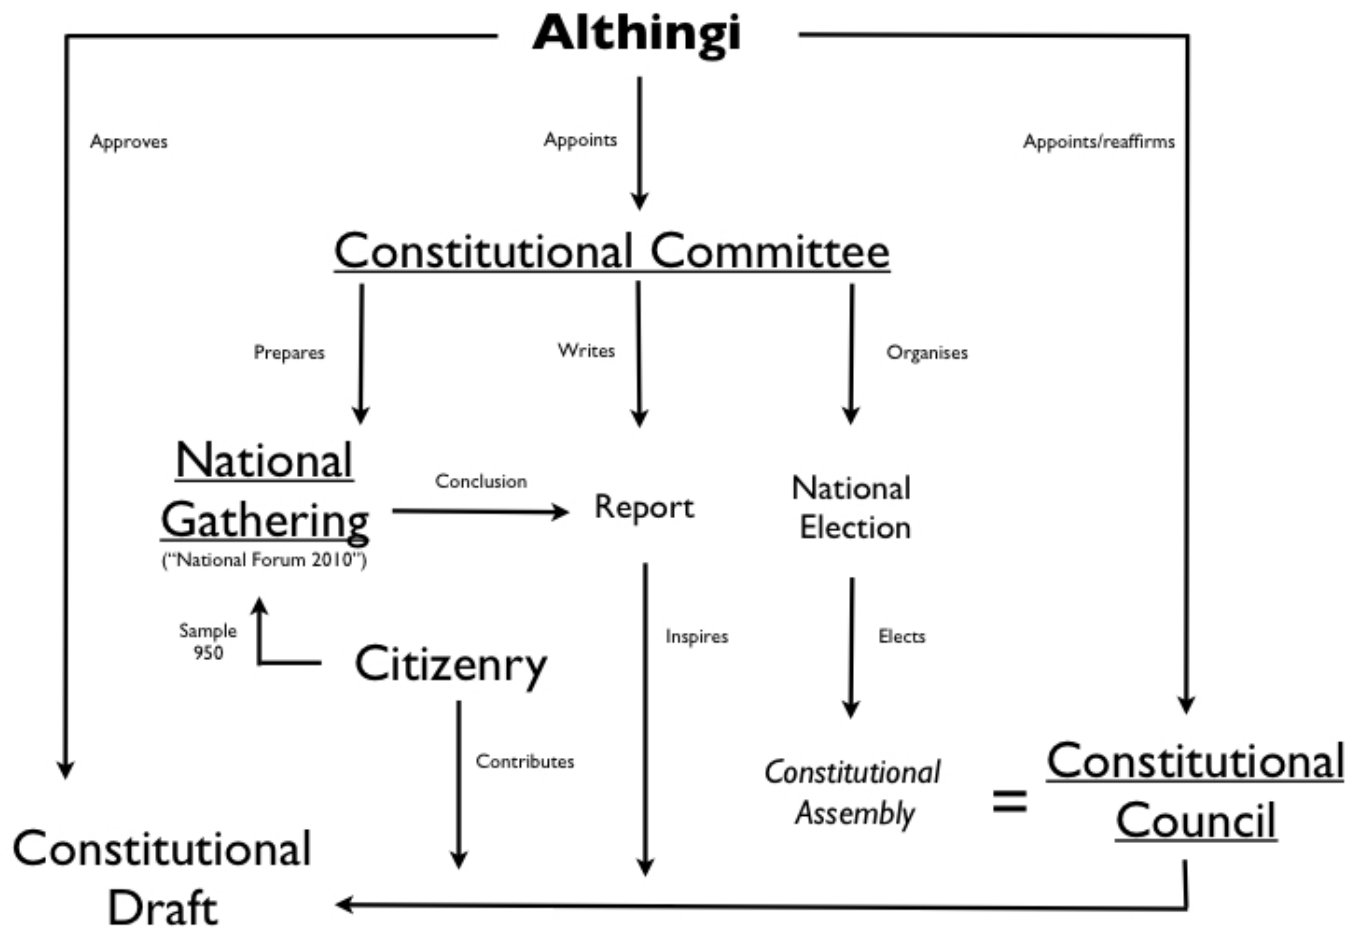 Althingi
Approves
Appoints
Appoints/reaffirms
Constitutional Committee
Prepares
Writes
Organises
National
Gathering
("National Forum 2010")
Conclusion
Report
National
Election
Sample
950
Citizenry
Inspires
Elects
Contributes
Constitutional
Assembly
=
Constitutional
Council
Constitutional
Draft